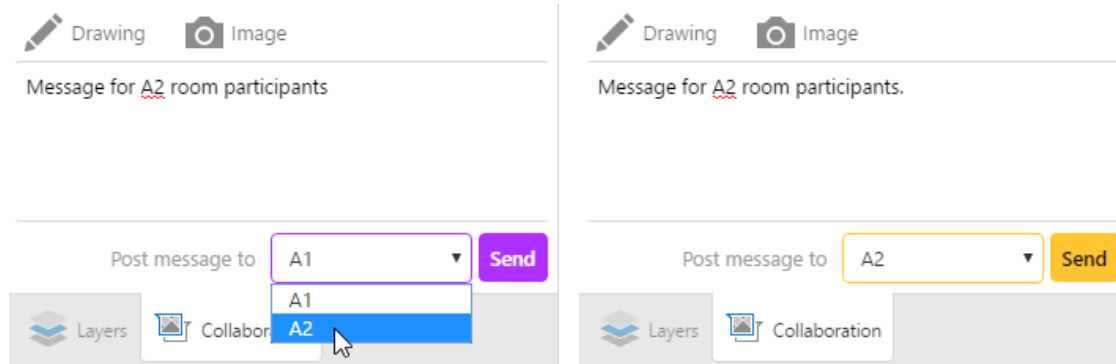 Drawing Image
Message for A2 room participants
Post message to A1 Send
A1
A2
Layers Collabor
Drawing Image
Message for A2 room participants.
Post message to A2 Send
Layers Collaboration